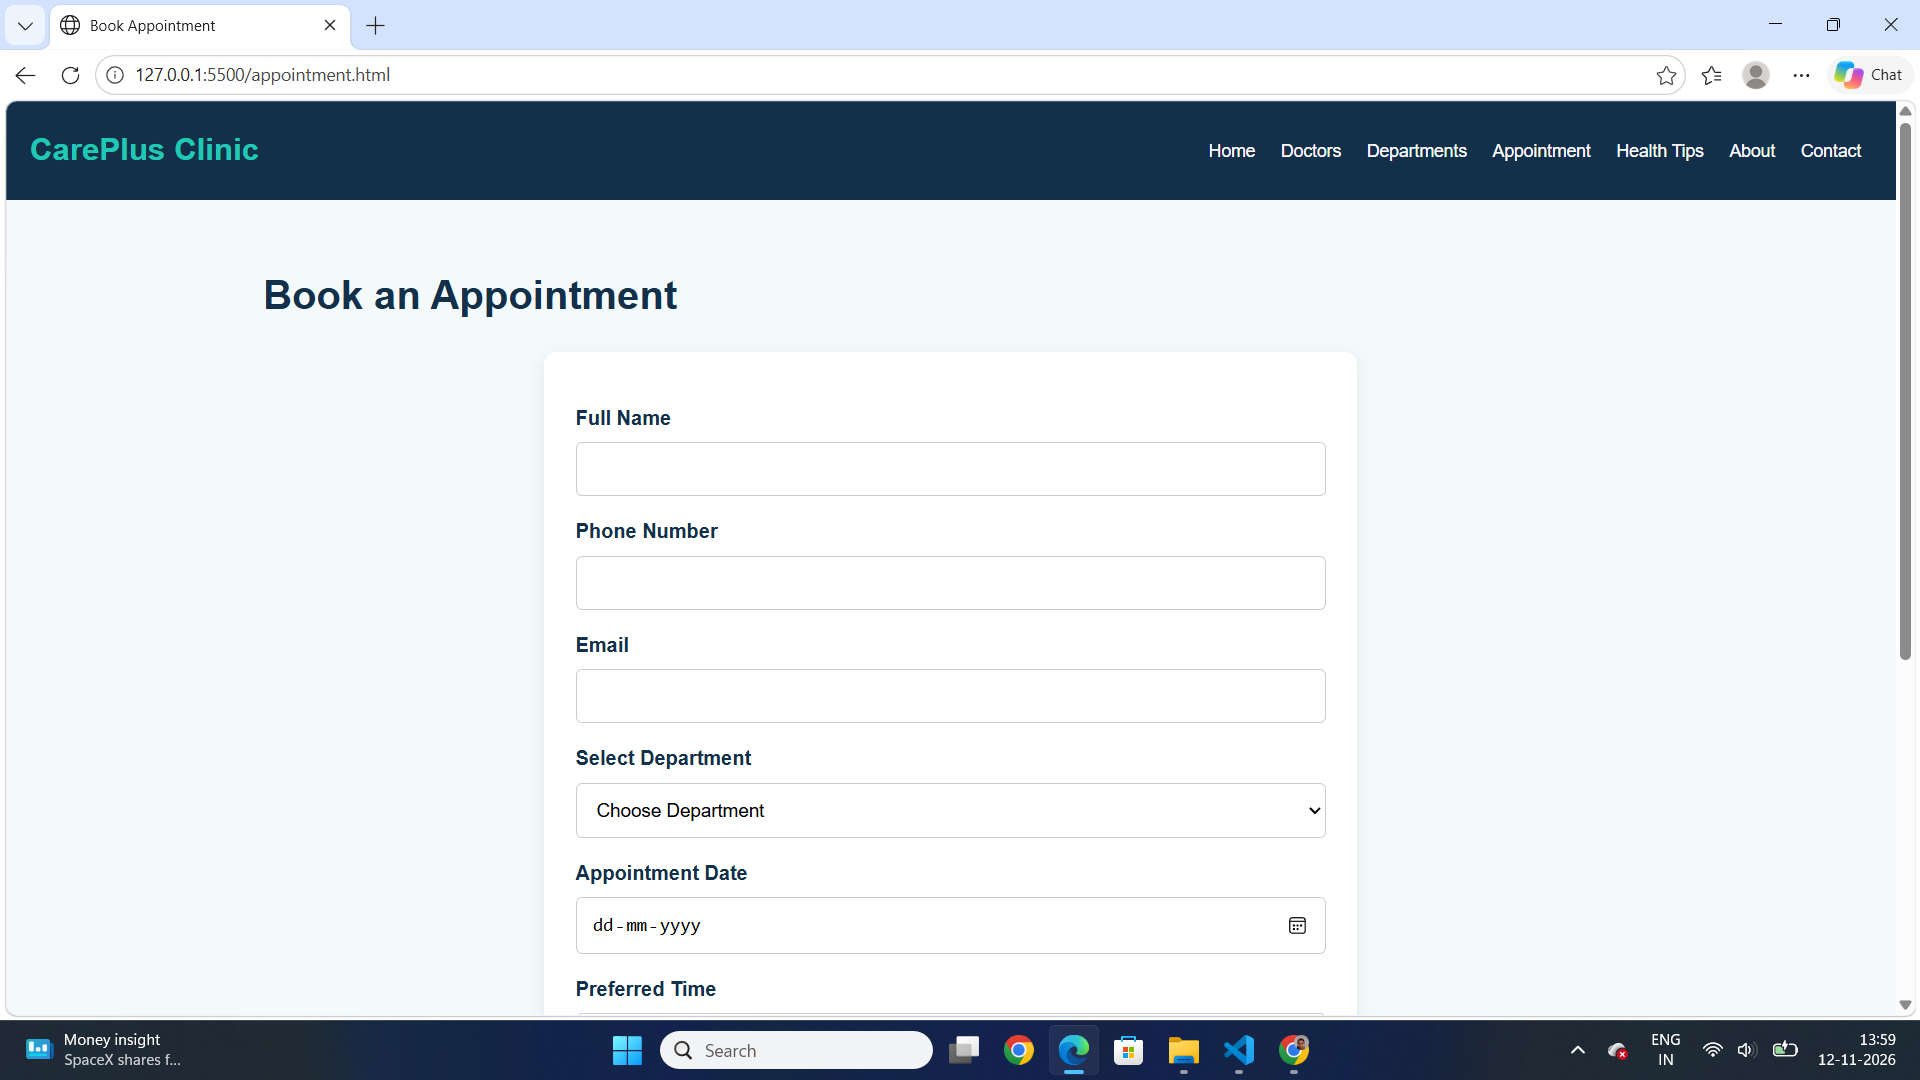 Book Appointment
127.0.0.1:5500/appointment.html
Chat
CarePlus Clinic
Home Doctors Departments Appointment Health Tips About Contact
Book an Appointment
Full Name
Phone Number
Email
Select Department
Choose Department
Appointment Date
dd-mm-yyyy
Preferred Time
Money insight
SpaceX shares f...
Search
ENG
IN
13:59
12-11-2026